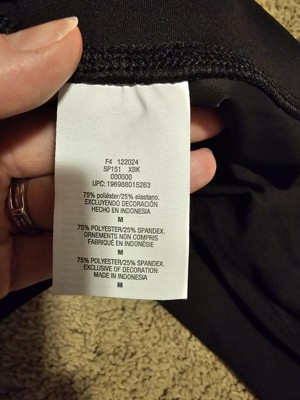 F4 122024
SP151 XBK
000000
UPC: 196988015263
75% poliéster/25% elastano.
EXCLUYENDO DECORACIÓN
HECHO EN INDONESIA
M
75% POLYESTER/25% SPANDEX.
ORNEMENTS NON COMPRIS
FABRIQUÉ EN INDONÉSIE
M
75% POLYESTER/25% SPANDEX.
EXCLUSIVE OF DECORATION
MADE IN INDONESIA
M